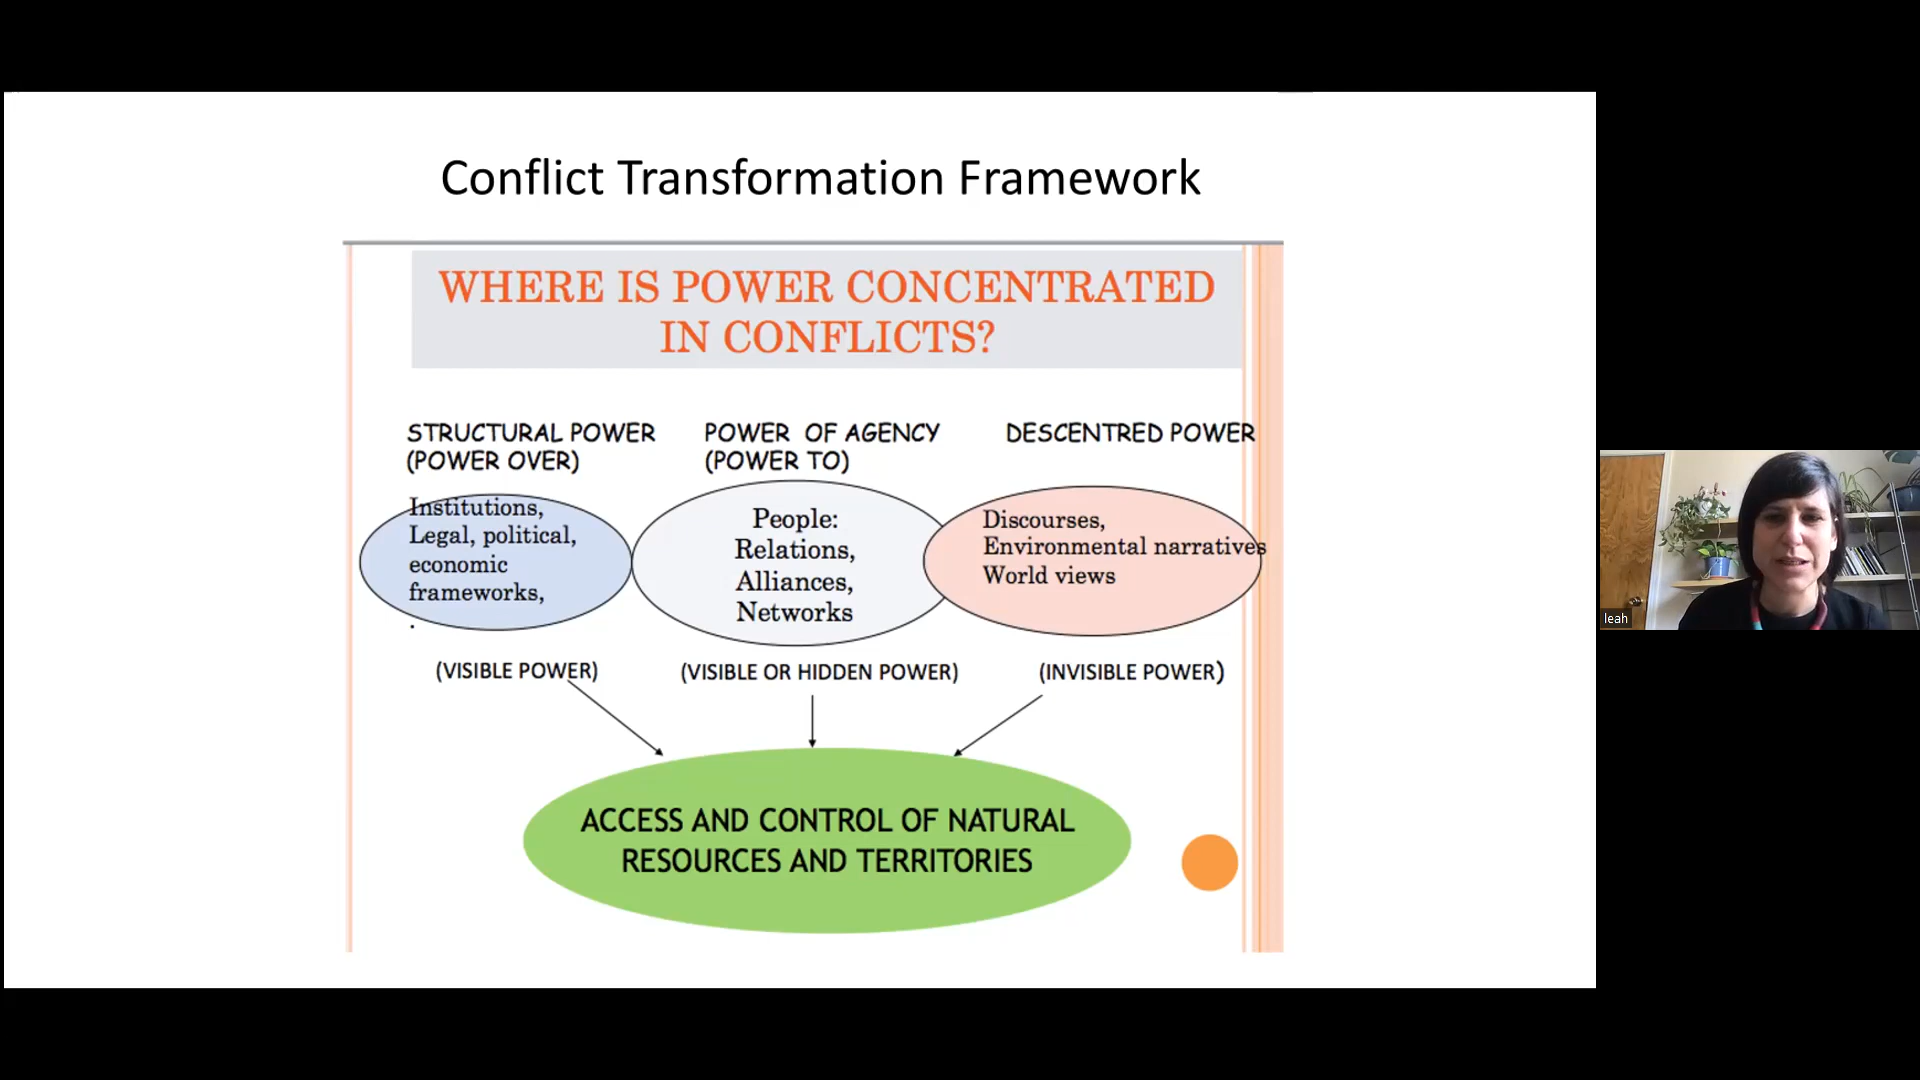 Conflict Transformation Framework
WHERE IS POWER CONCENTRATED
IN CONFLICTS?
STRUCTURAL POWER
(POWER OVER)
Institutions,
Legal, political,
economic
frameworks,
.
(VISIBLE POWER)
POWER OF AGENCY
(POWER TO)
People:
Relations,
Alliances,
Networks
(VISIBLE OR HIDDEN POWER)
DESCENTRED POWER
Discourses,
Environmental narratives
World views
(INVISIBLE POWER)
ACCESS AND CONTROL OF NATURAL
RESOURCES AND TERRITORIES
leah